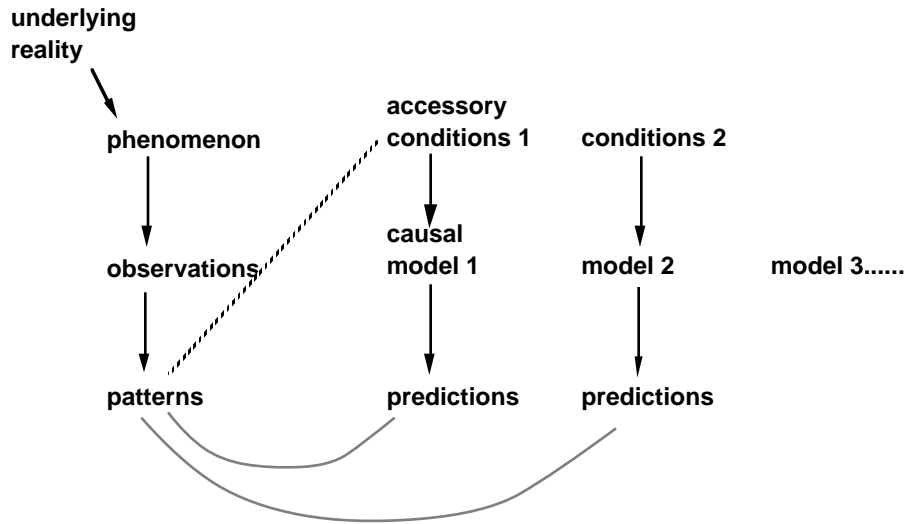 underlying
reality
accessory
phenomenon
conditions 1
conditions 2
causal
observations
model 1
model 2
model 3......
patterns
predictions
predictions